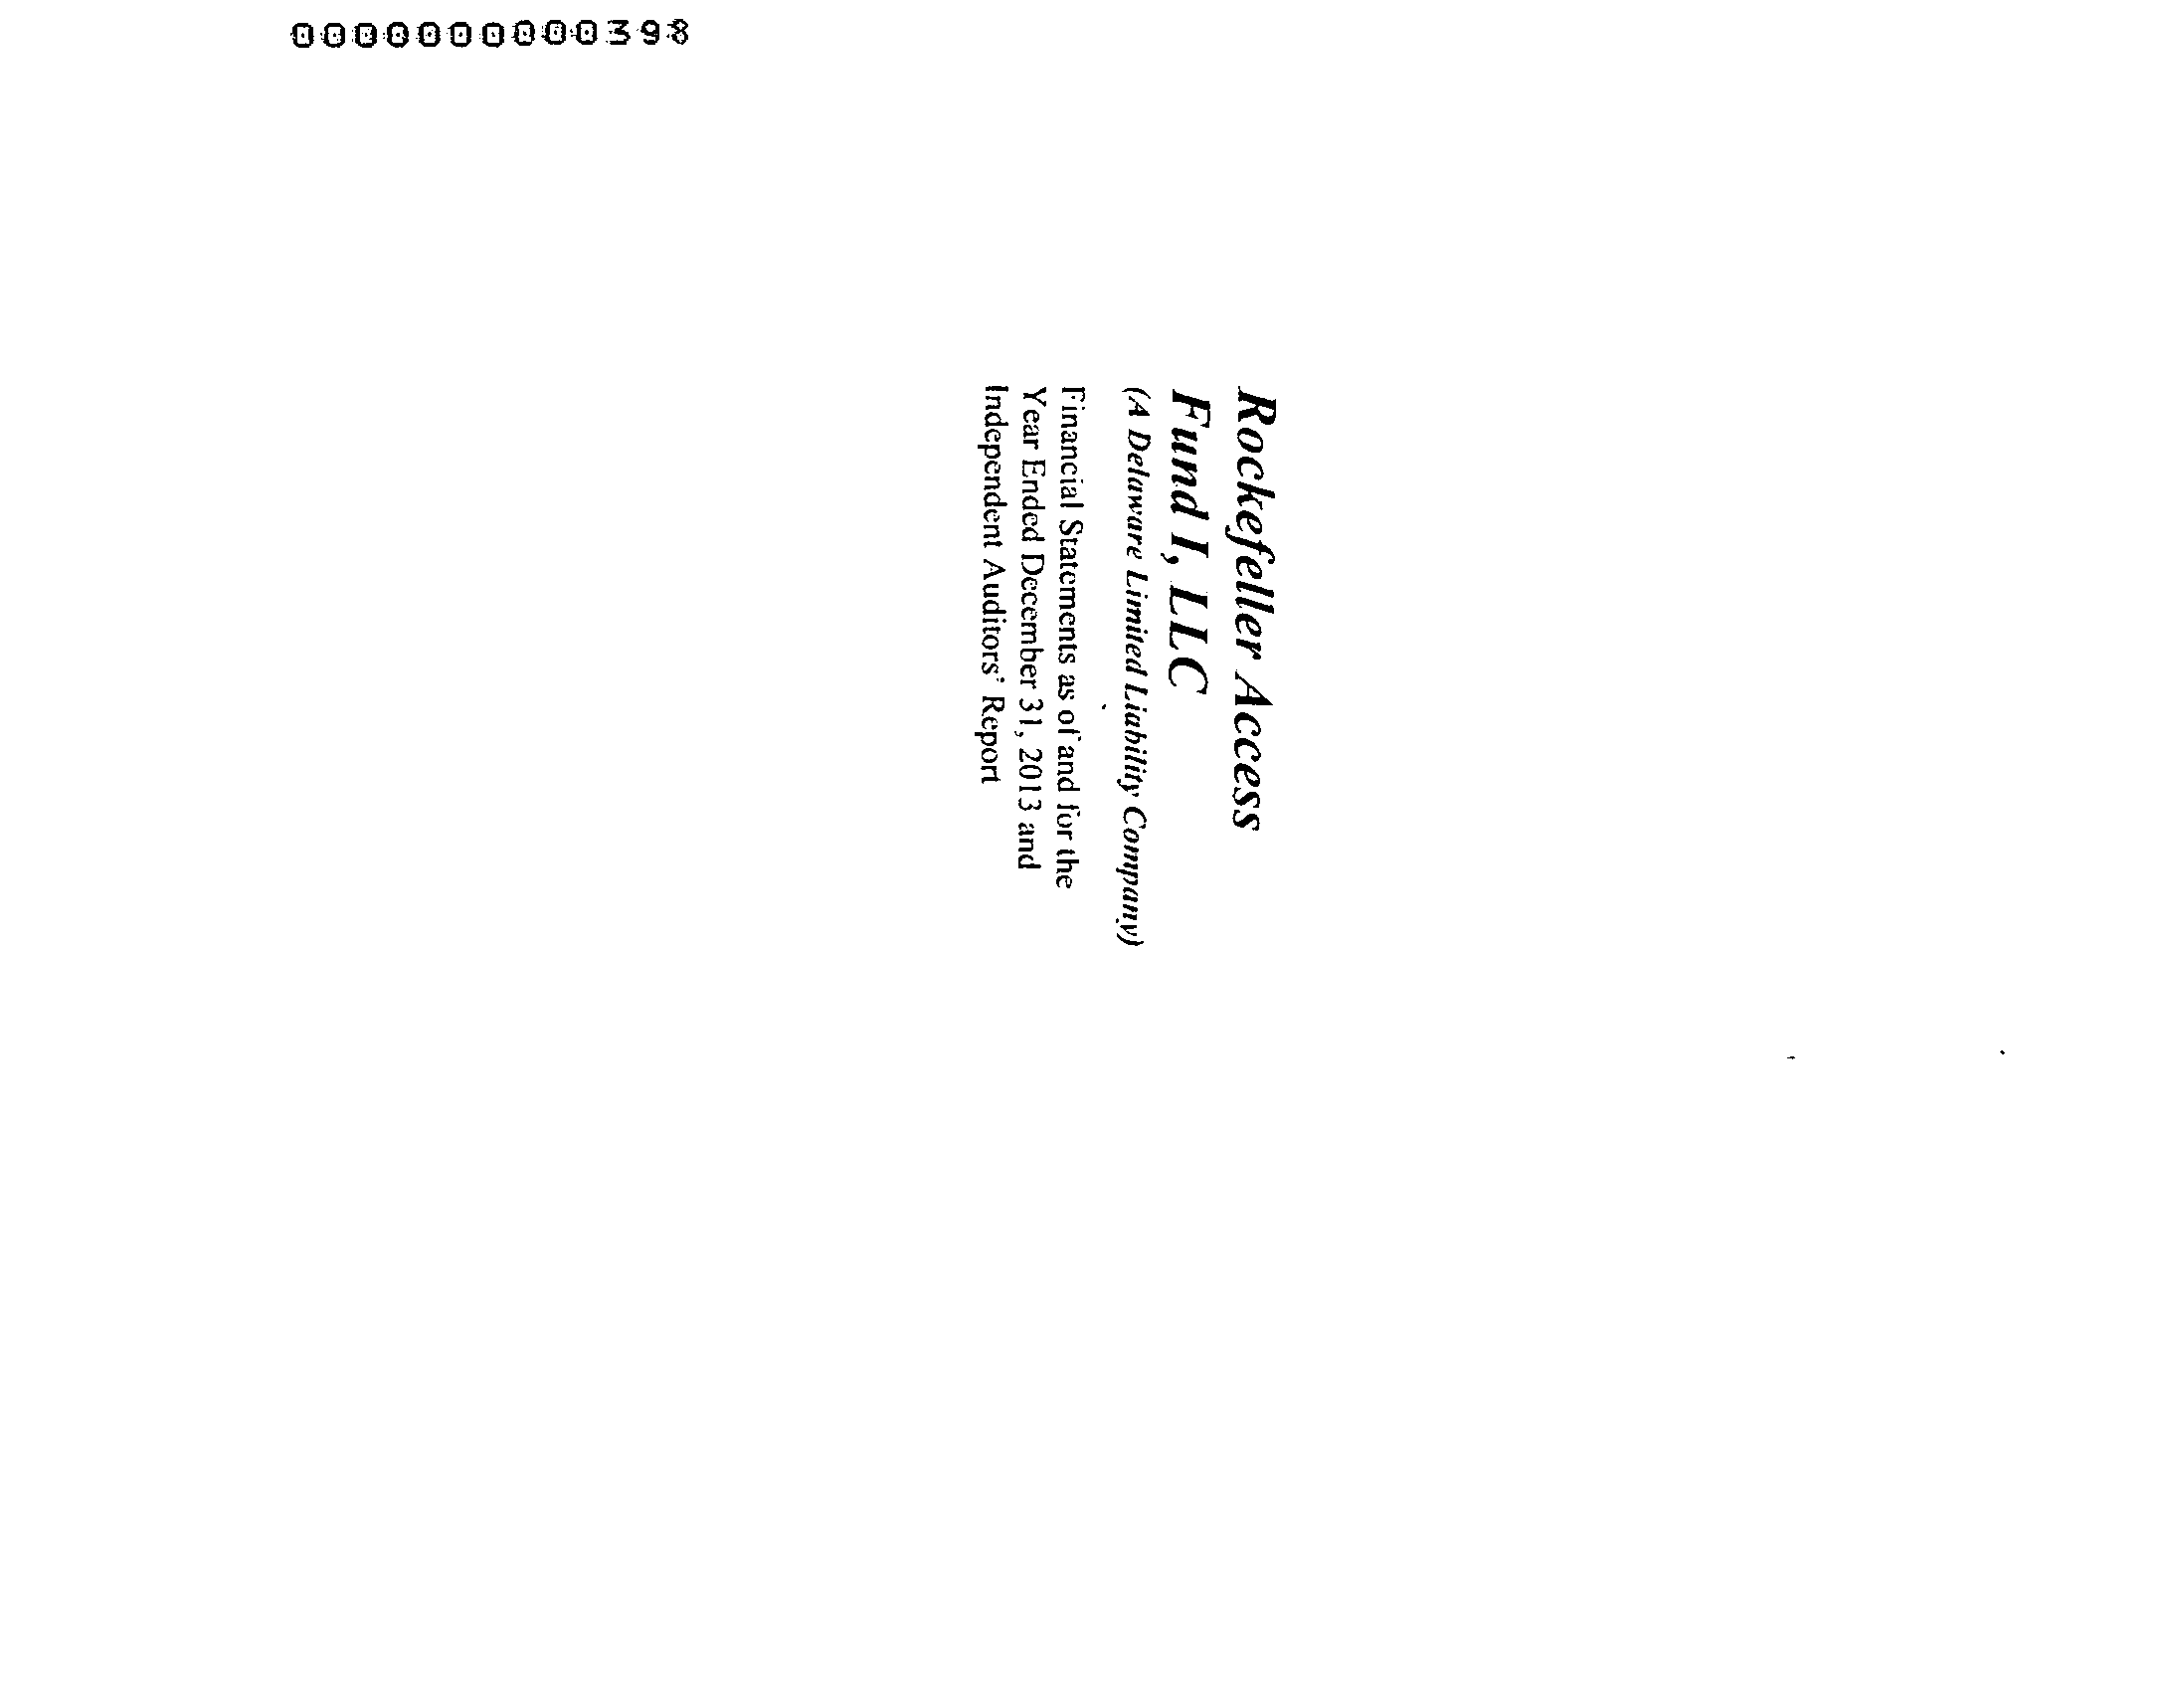 0000000000398
Rockefeller Access
Fund I, LLC
(A Delaware Limited Liability Company)
Financial Statements as of and for the
Year Ended December 31, 2013 and
Independent Auditors' Report